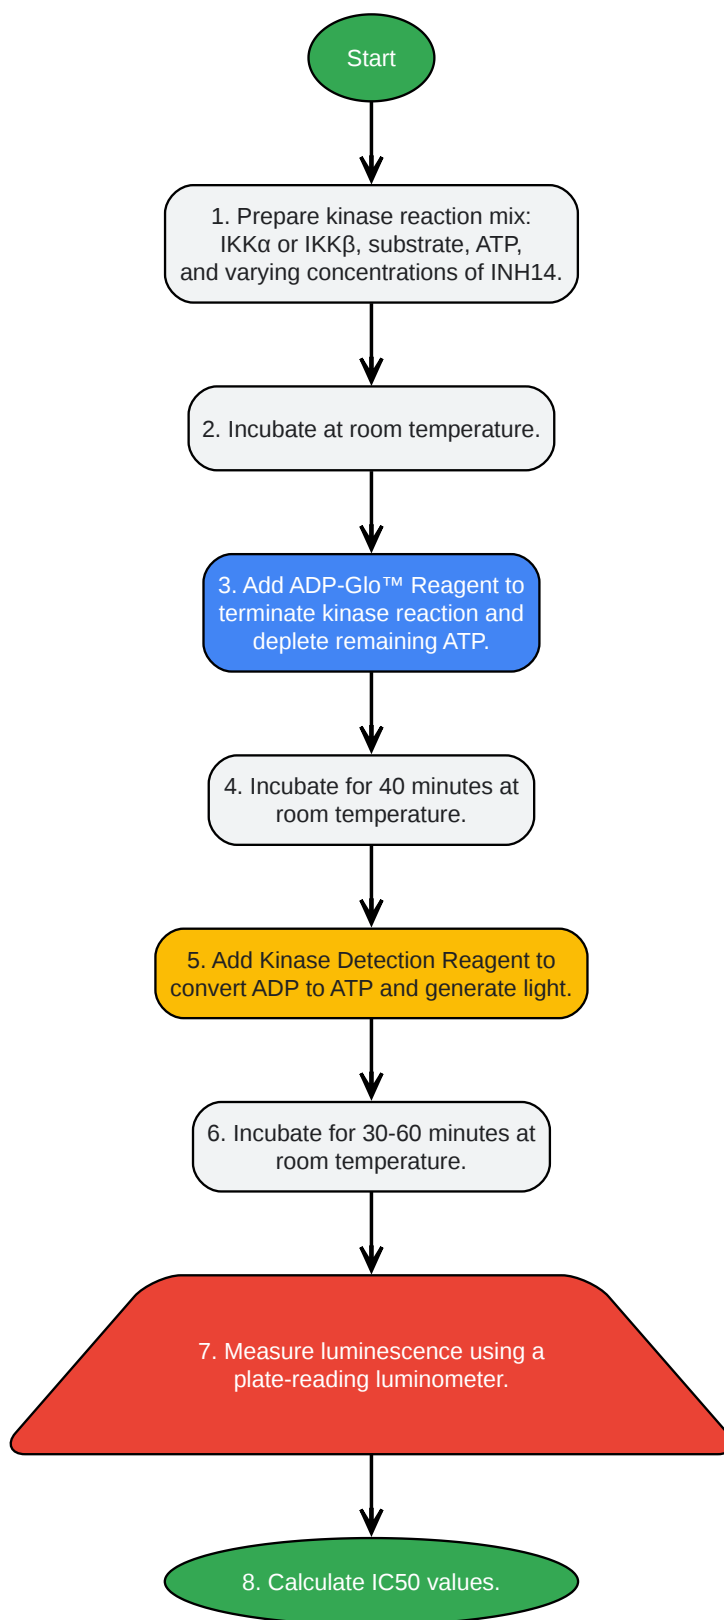 Start
1. Prepare kinase reaction mix:
IKKα or IKKβ, substrate, ATP,
and varying concentrations of INH14.
2. Incubate at room temperature.
3. Add ADP-Glo™ Reagent to
terminate kinase reaction and
deplete remaining ATP.
4. Incubate for 40 minutes at
room temperature.
5. Add Kinase Detection Reagent to
convert ADP to ATP and generate light.
6. Incubate for 30-60 minutes at
room temperature.
7. Measure luminescence using a
plate-reading luminometer.
8. Calculate IC50 values.